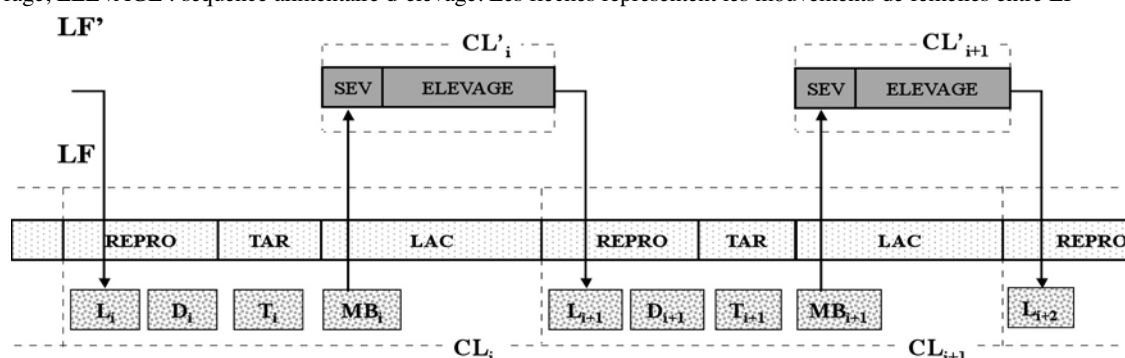 ELEVAGE : séquence alimentaire d'élevage. Les flèches représentent les mouvements de femelles entre LF
LF’
CL’i CL’i+1
SEV ELEVAGE SEV ELEVAGE
LF
REPRO TAR LAC REPRO TAR LAC REPRO
Li Di Ti MBi Li+1 Di+1 Ti+1 MBi+1 Li+2
CLi CLi+1